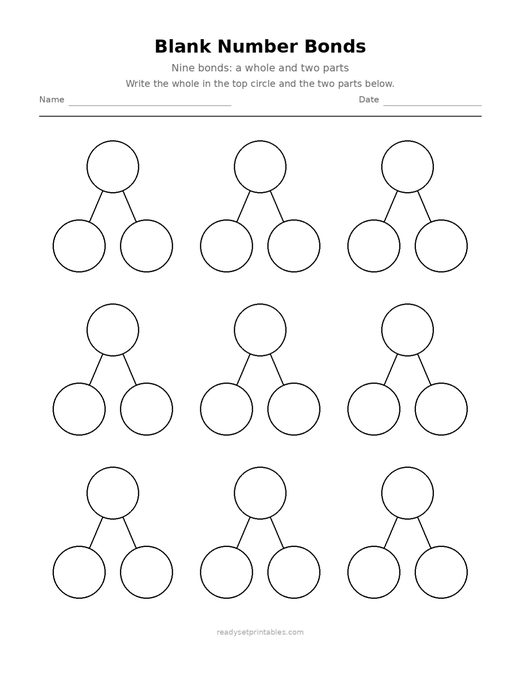 Blank Number Bonds
Nine bonds: a whole and two parts
Write the whole in the top circle and the two parts below.
Name Date
readysetprintables.com